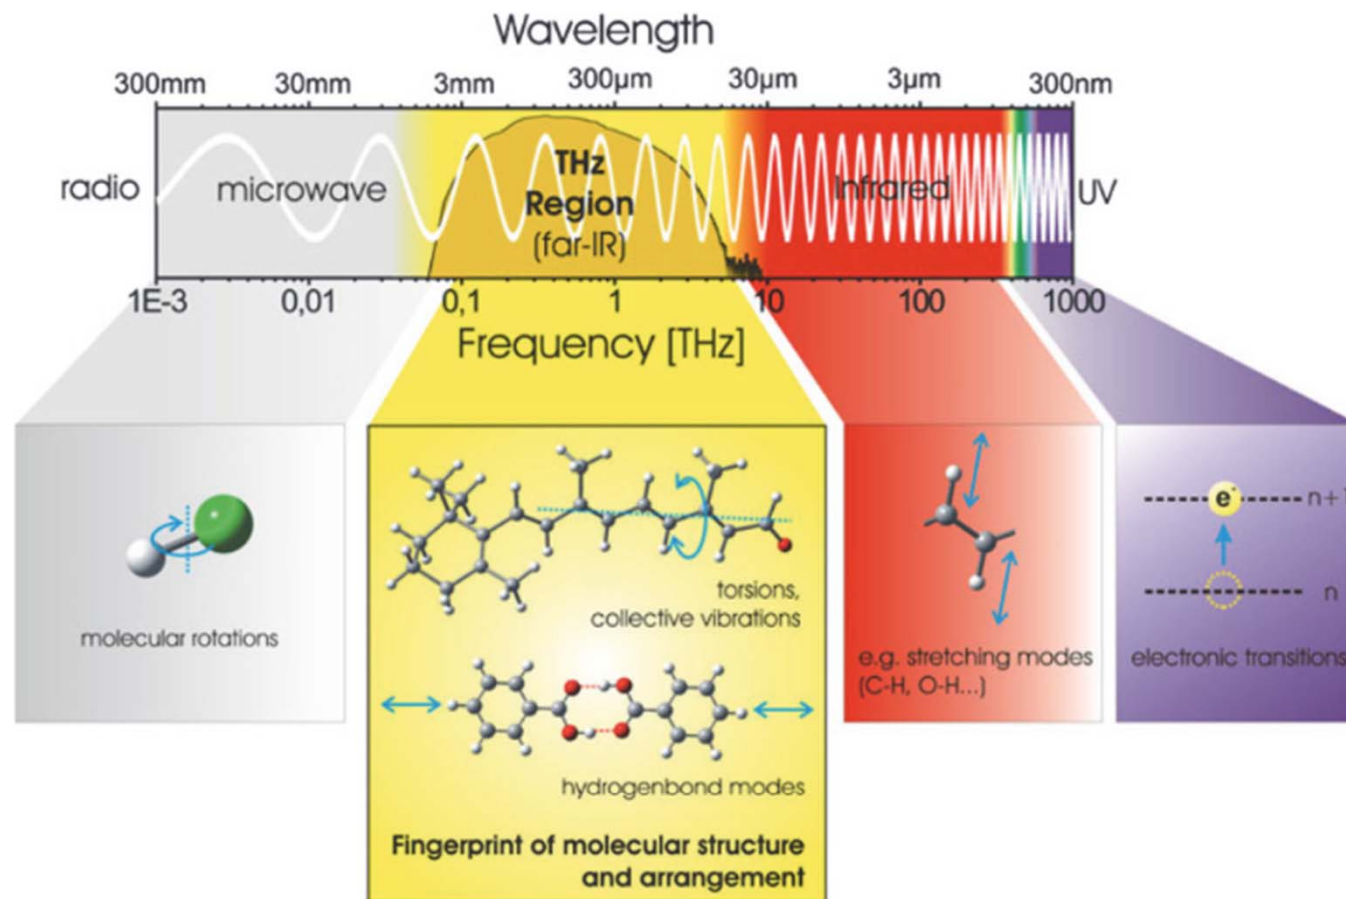 Wavelength
300mm 30mm 3mm 300µm 30µm 3µm 300nm
radio microwave THz Region (far-IR) Infrared UV
1E-3 0,01 0,1 1 10 100 1000
Frequency [THz]
molecular rotations
torsions,
collective vibrations
hydrogenbond modes
Fingerprint of molecular structure
and arrangement
e.g. stretching modes
(C-H, O-H...)
e-
n+1
n
electronic transitions